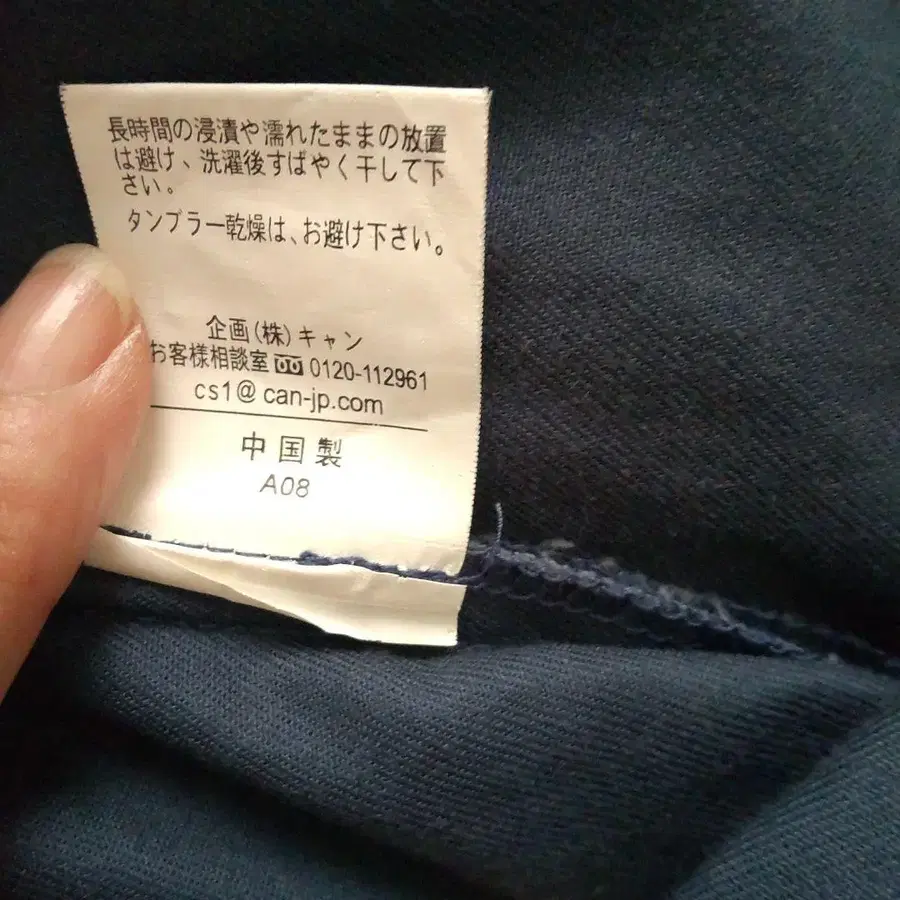 長時間の浸漬や濡れたままの放置
は避け、洗濯後すばやく干して下
さい。
タンブラー乾燥は、お避け下さい。
企画(株)キャン
お客様相談室 0120-112961
cs1@can-jp.com
中国製
A08